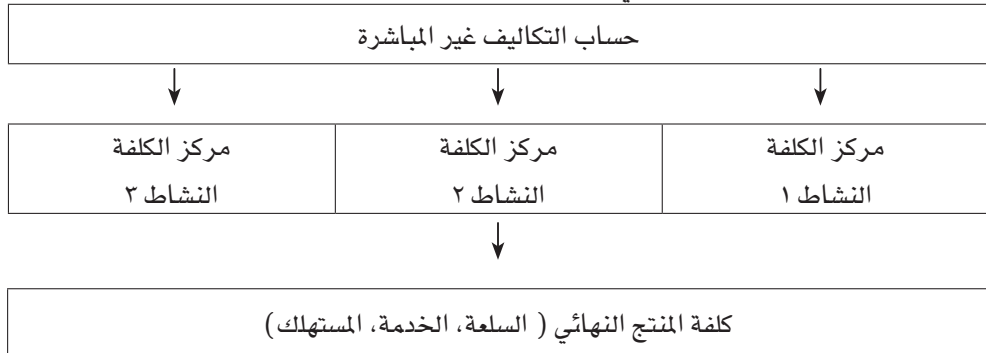 حساب التكاليف غير المباشرة
مركز الكلفة
النشاط ١
مركز الكلفة
النشاط ٢
مركز الكلفة
النشاط ٣
كلفة المنتج النهائي ( السلعة، الخدمة، المستهلك)